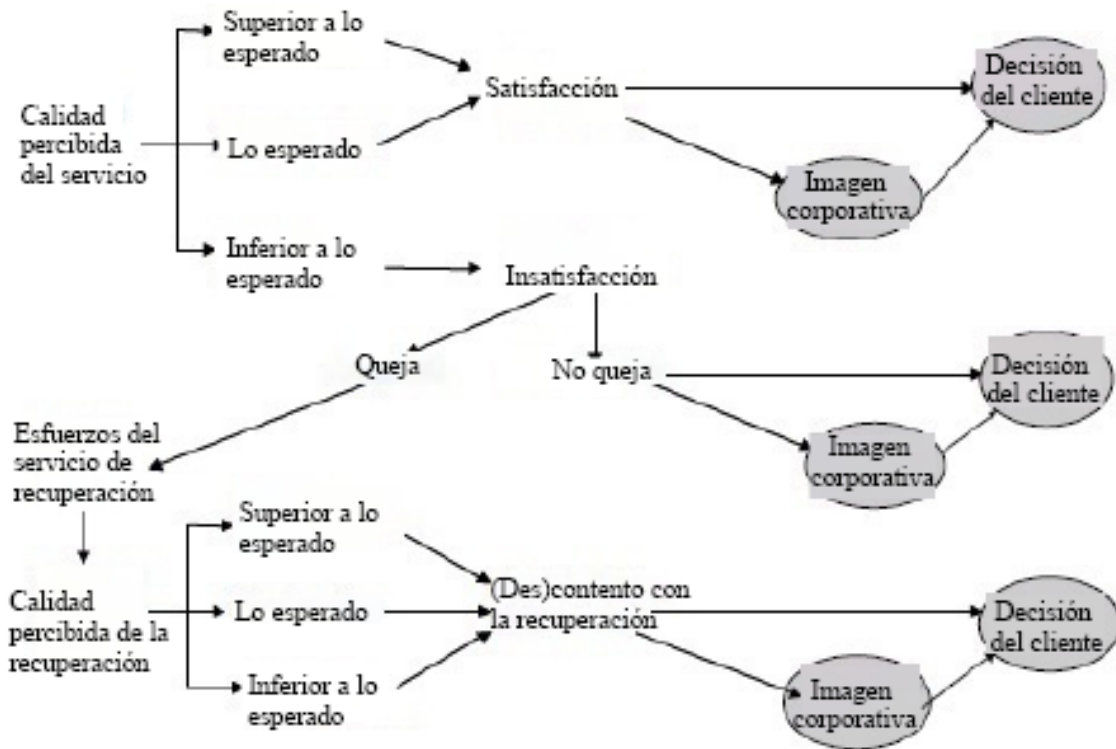 Superior a lo
esperado
Calidad
percibida
del servicio
Lo esperado
Inferior a lo
esperado
Satisfacción
Decisión
del cliente
Imagen
corporativa
Insatisfacción
Queja
No queja
Decisión
del cliente
Imagen
corporativa
Esfuerzos del
servicio de
recuperación
Calidad
percibida de la
recuperación
Superior a lo
esperado
Lo esperado
Inferior a lo
esperado
(Des)contento con
la recuperación
Decisión
del cliente
Imagen
corporativa